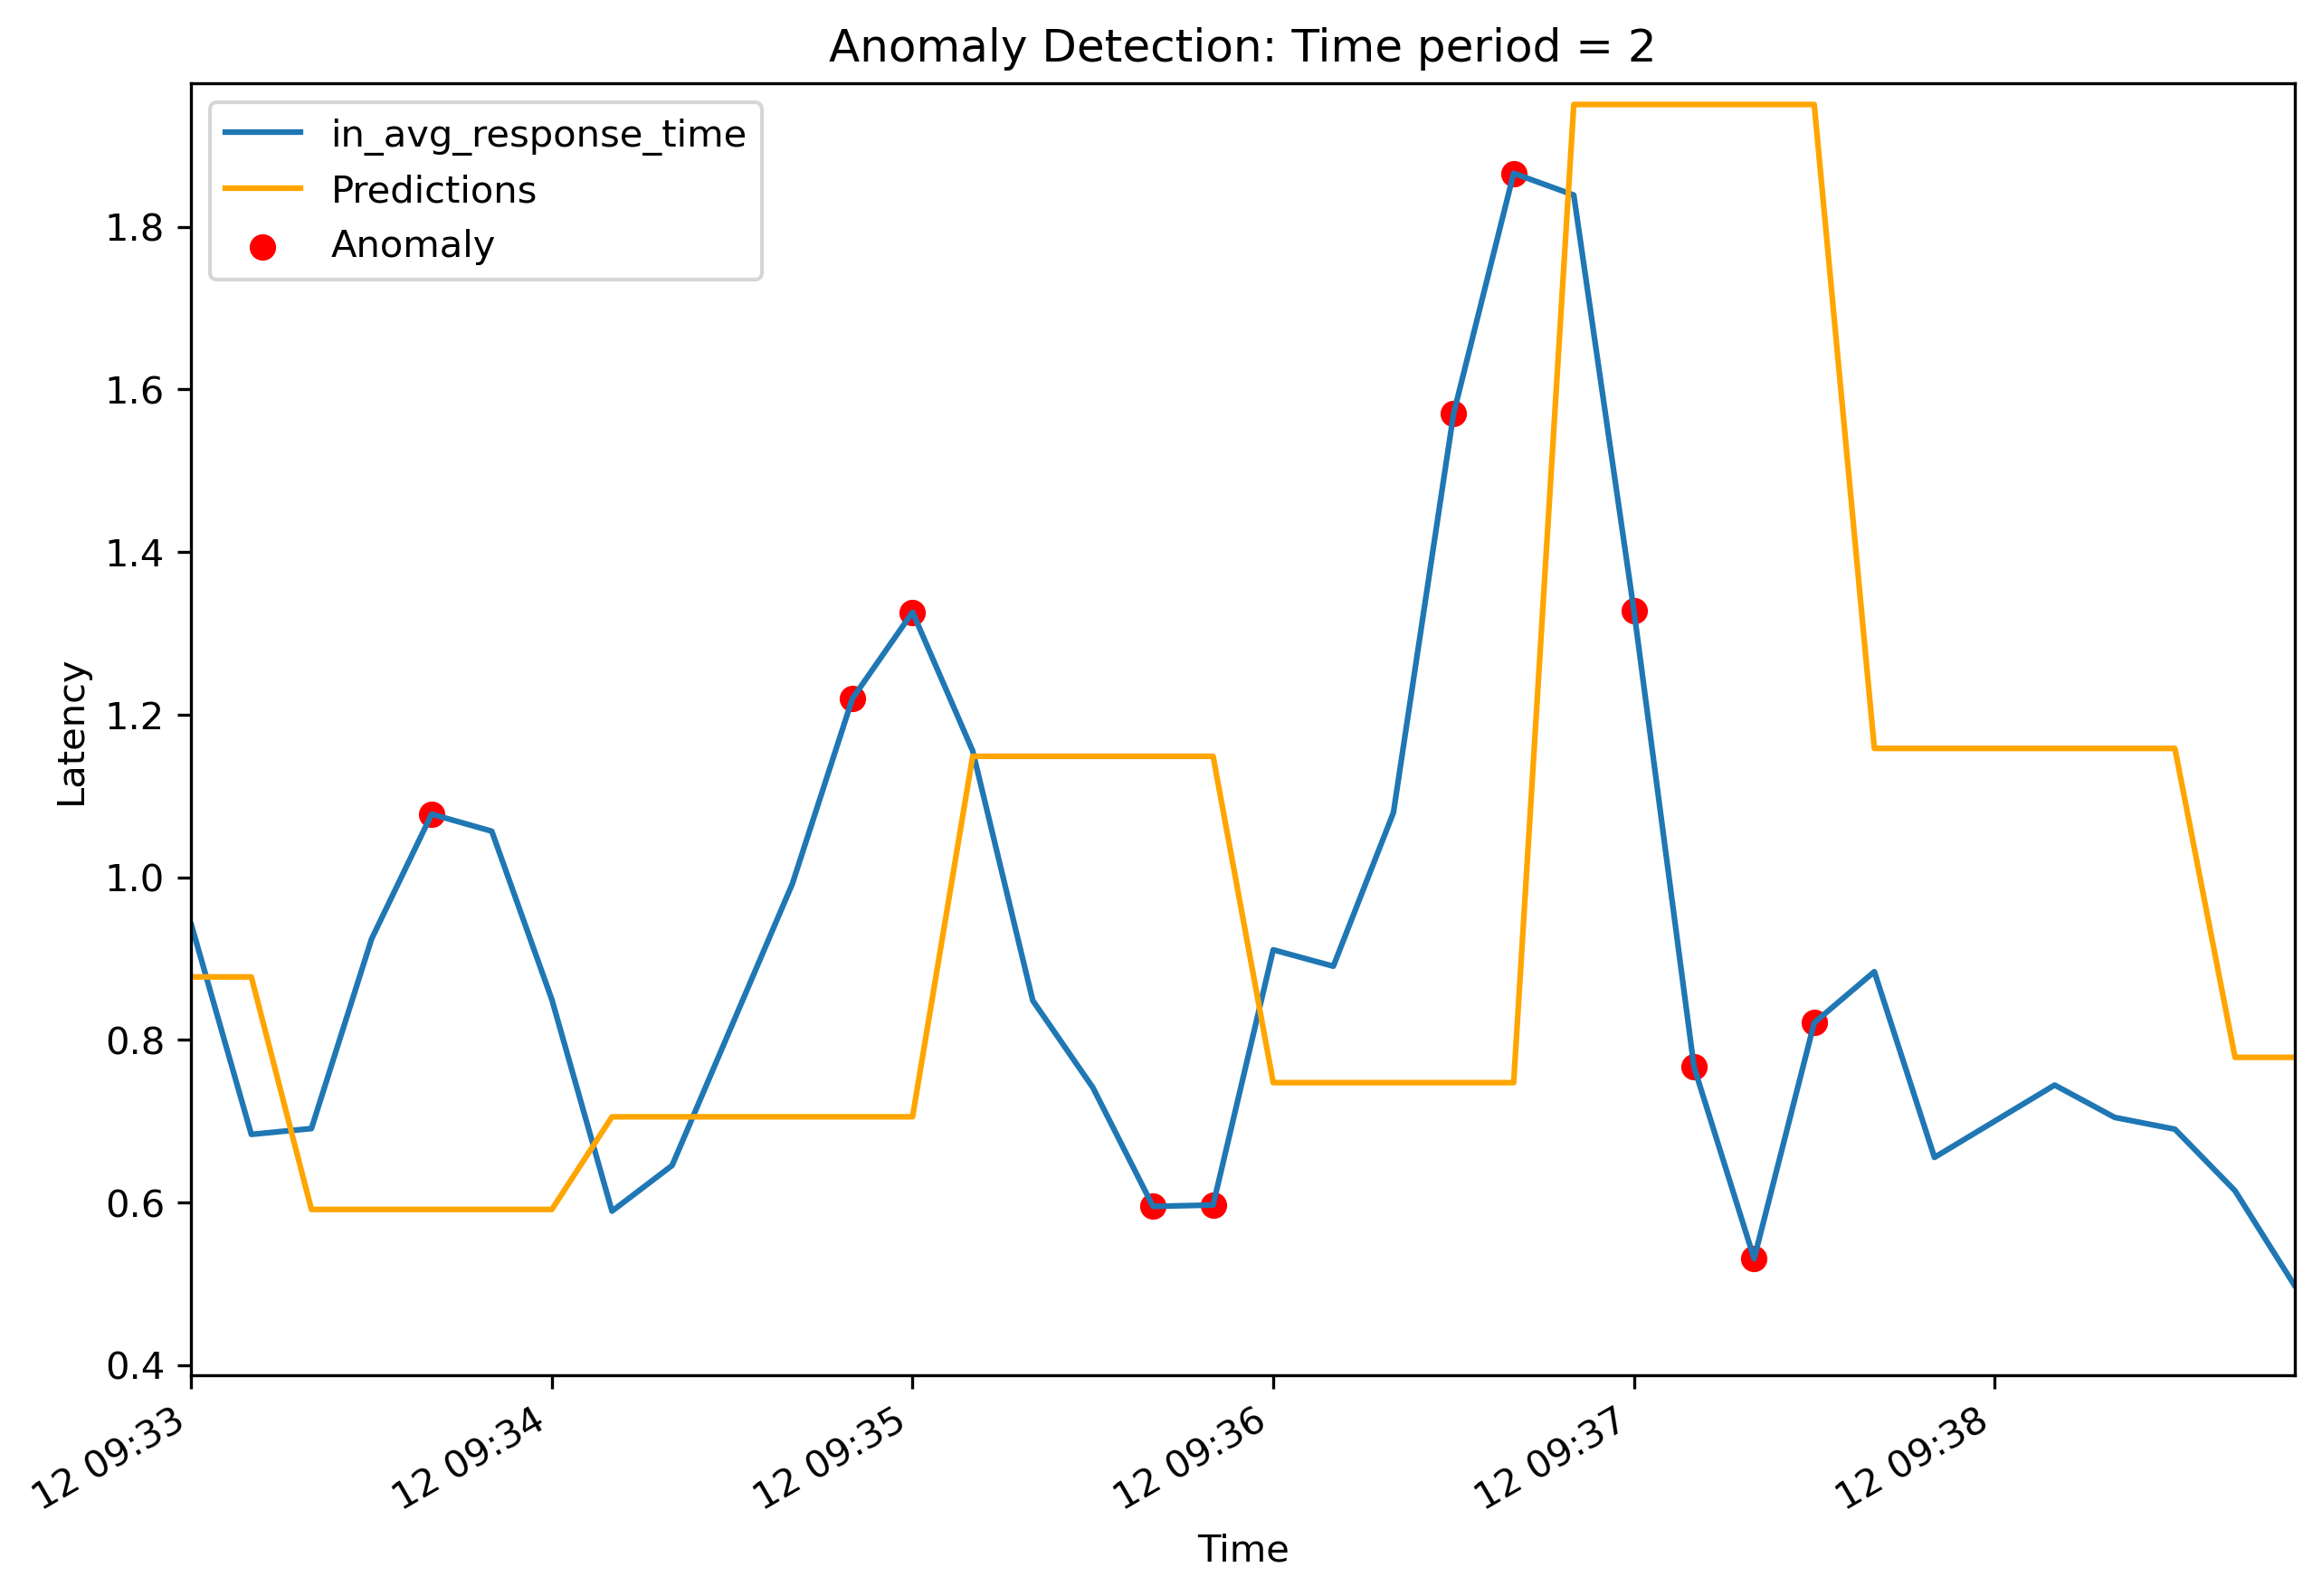 Anomaly Detection: Time period = 2
in_avg_response_time
Predictions
Anomaly
1.8
1.6
1.4
1.2
1.0
0.8
0.6
0.4
Latency
12 09:33
12 09:34
12 09:35
12 09:36
12 09:37
12 09:38
Time